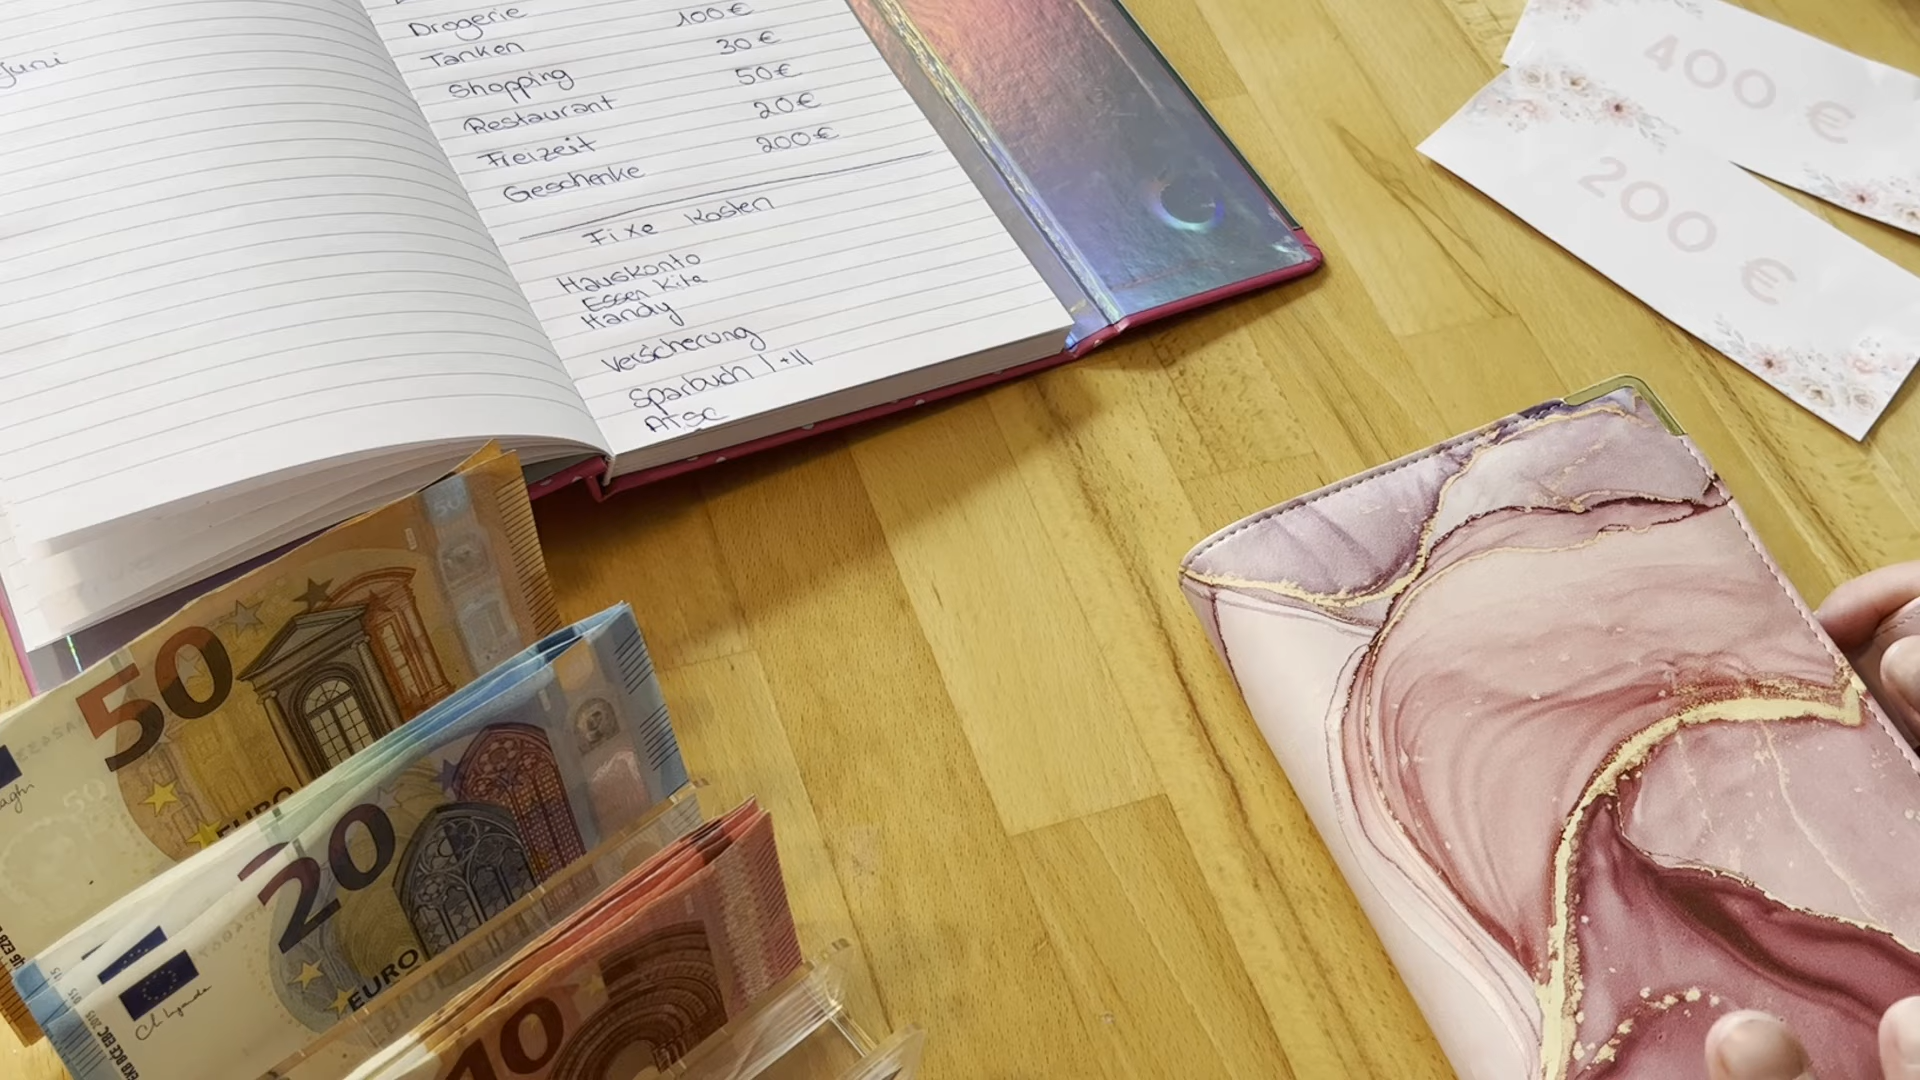 Juni
Drogerie 100€
Tanken 30€
Shopping 50€
Restaurant 20€
Freizeit 200€
Geschenke
Fixe Kosten
Hauskonto
Essen Kita
Handy
Versicherung
Sparbuch I+II
400 €
200 €
50
EURO
20
EURO
10